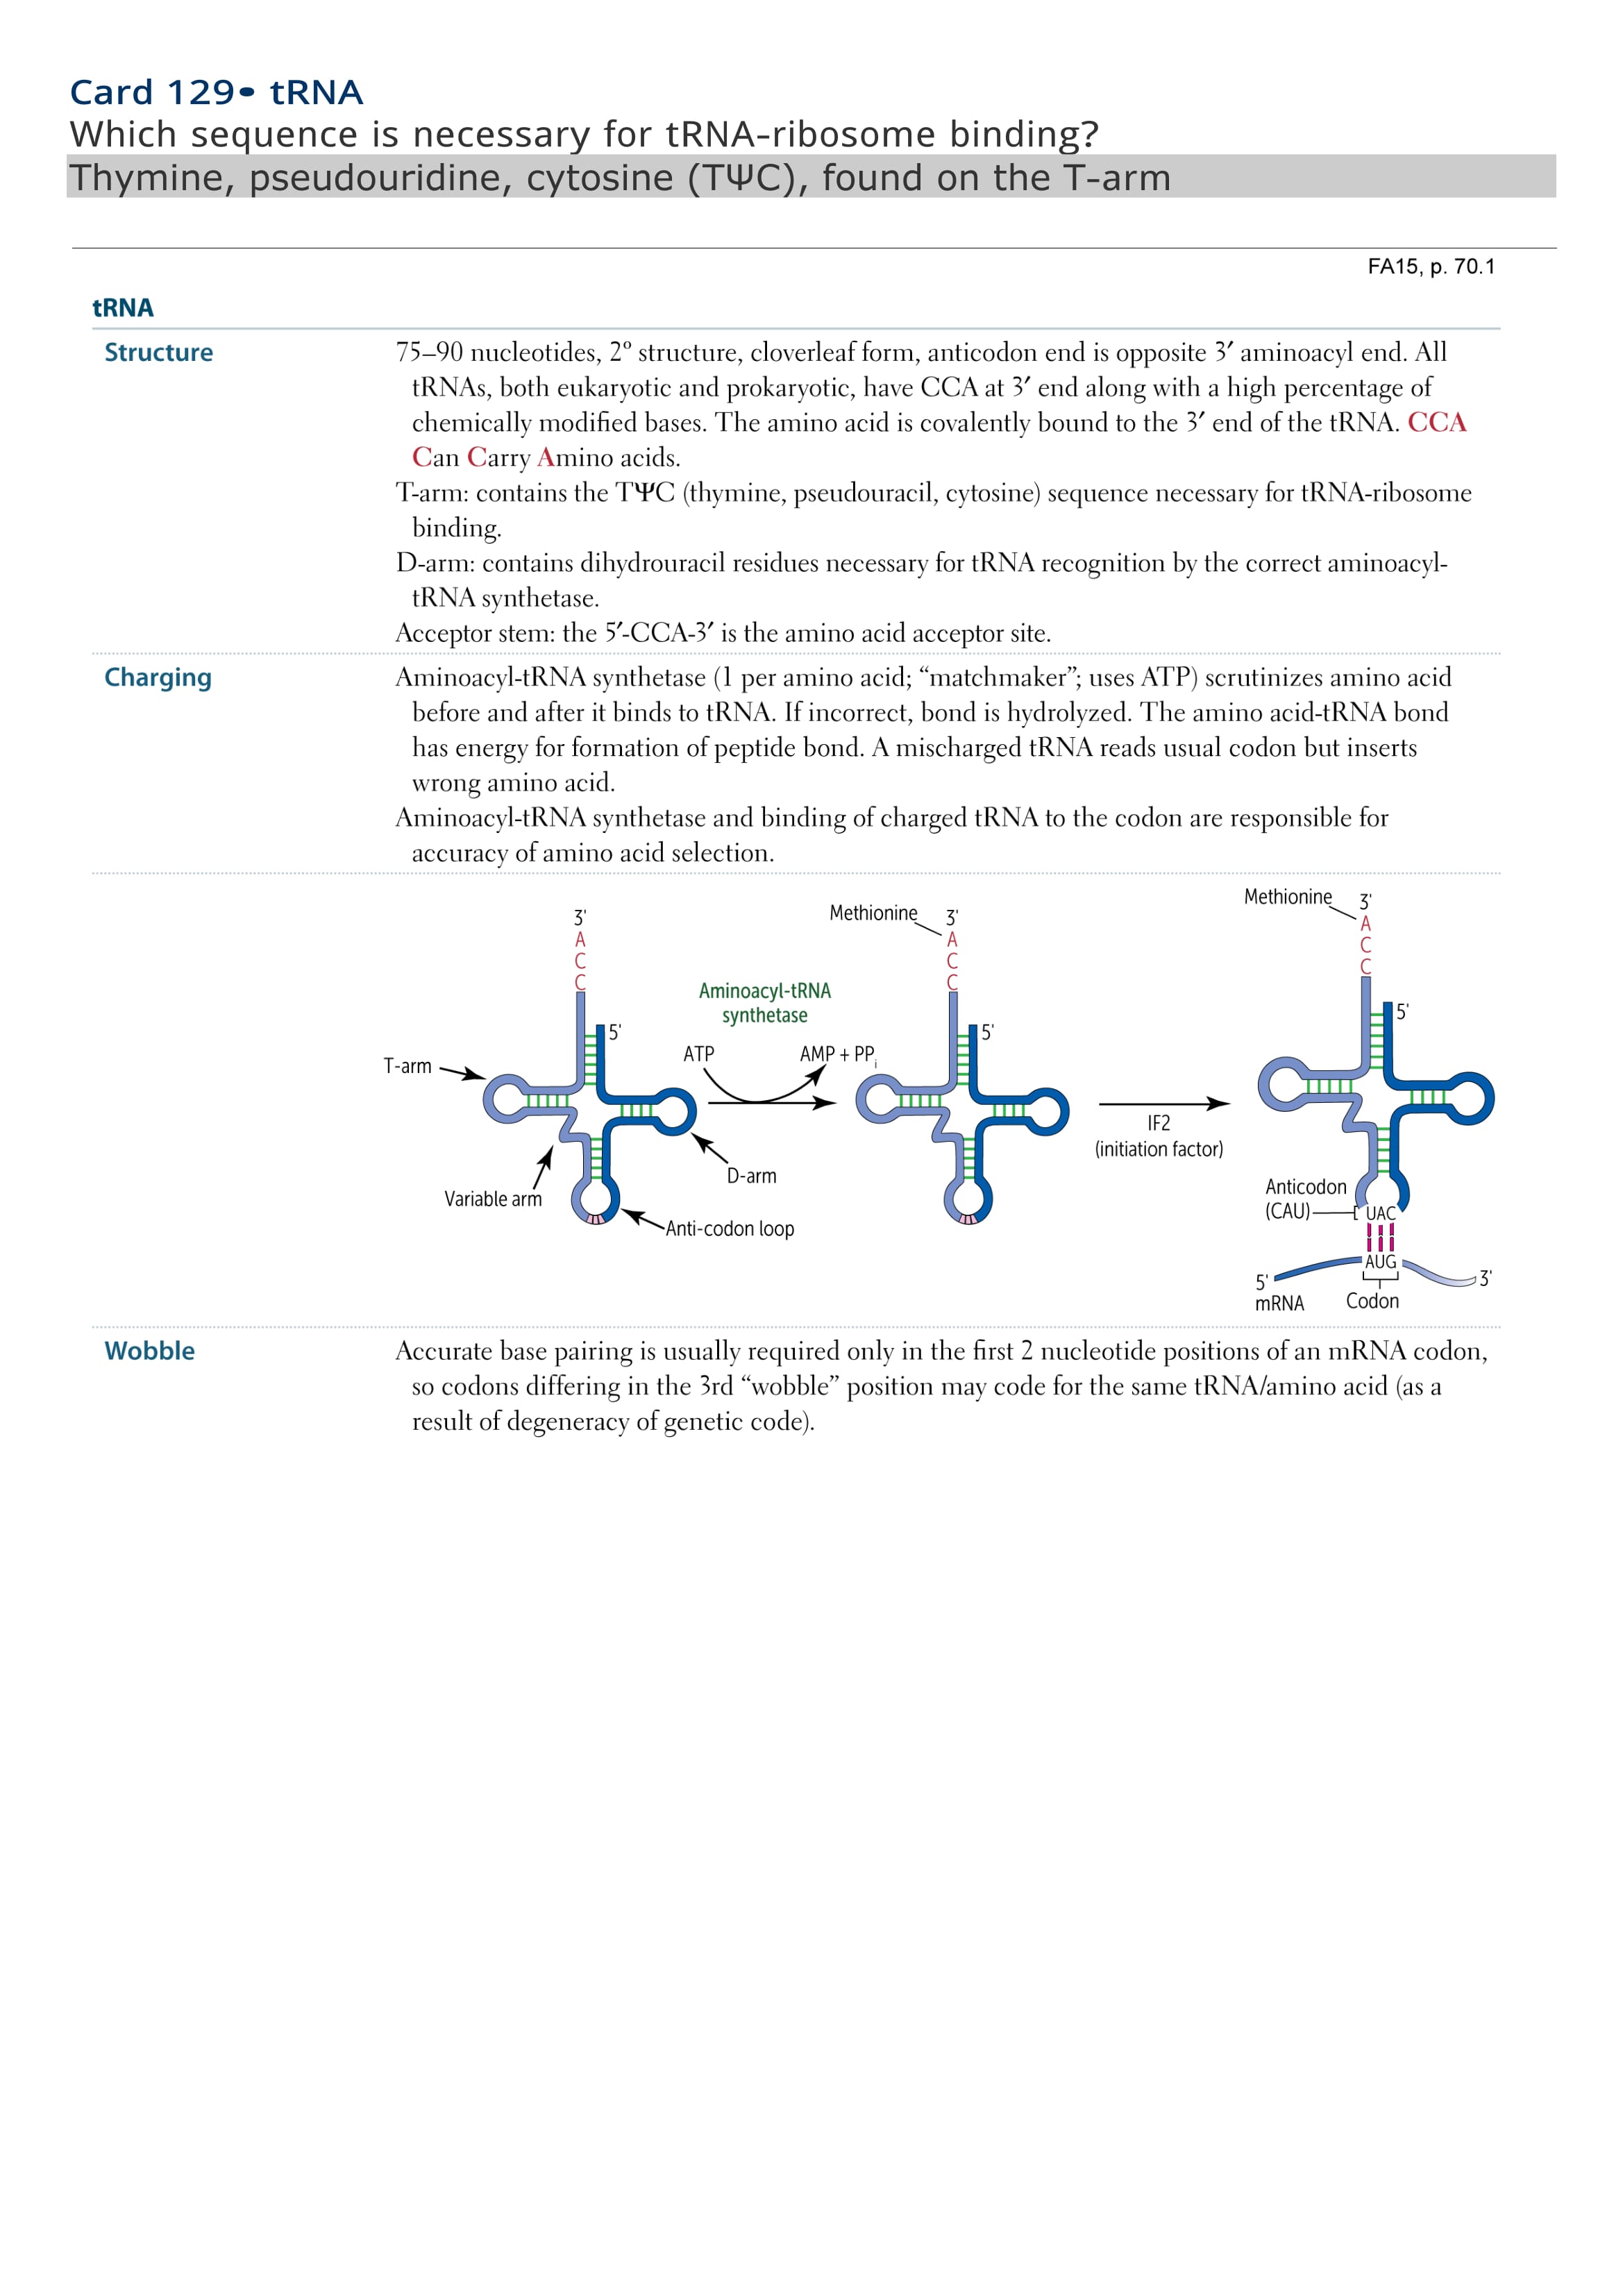 Card 129• tRNA
Which sequence is necessary for tRNA-ribosome binding?
Thymine, pseudouridine, cytosine (TΨC), found on the T-arm
FA15, p. 70.1
tRNA
Structure
75–90 nucleotides, 2º structure, cloverleaf form, anticodon end is opposite 3′ aminoacyl end. All
tRNAs, both eukaryotic and prokaryotic, have CCA at 3′ end along with a high percentage of
chemically modified bases. The amino acid is covalently bound to the 3′ end of the tRNA. CCA
Can Carry Amino acids.
T-arm: contains the TΨC (thymine, pseudouracil, cytosine) sequence necessary for tRNA-ribosome
binding.
D-arm: contains dihydrouracil residues necessary for tRNA recognition by the correct aminoacyl-
tRNA synthetase.
Acceptor stem: the 5′-CCA-3′ is the amino acid acceptor site.
Charging
Aminoacyl-tRNA synthetase (1 per amino acid; “matchmaker”; uses ATP) scrutinizes amino acid
before and after it binds to tRNA. If incorrect, bond is hydrolyzed. The amino acid-tRNA bond
has energy for formation of peptide bond. A mischarged tRNA reads usual codon but inserts
wrong amino acid.
Aminoacyl-tRNA synthetase and binding of charged tRNA to the codon are responsible for
accuracy of amino acid selection.
3'
A
C
C
5'
T-arm
Variable arm
D-arm
Anti-codon loop
Aminoacyl-tRNA
synthetase
ATP
AMP + PPi
Methionine
3'
A
C
C
5'
IF2
(initiation factor)
Methionine
3'
A
C
C
5'
Anticodon
(CAU)
UAC
AUG
5'
3'
mRNA
Codon
Wobble
Accurate base pairing is usually required only in the first 2 nucleotide positions of an mRNA codon,
so codons differing in the 3rd “wobble” position may code for the same tRNA/amino acid (as a
result of degeneracy of genetic code).